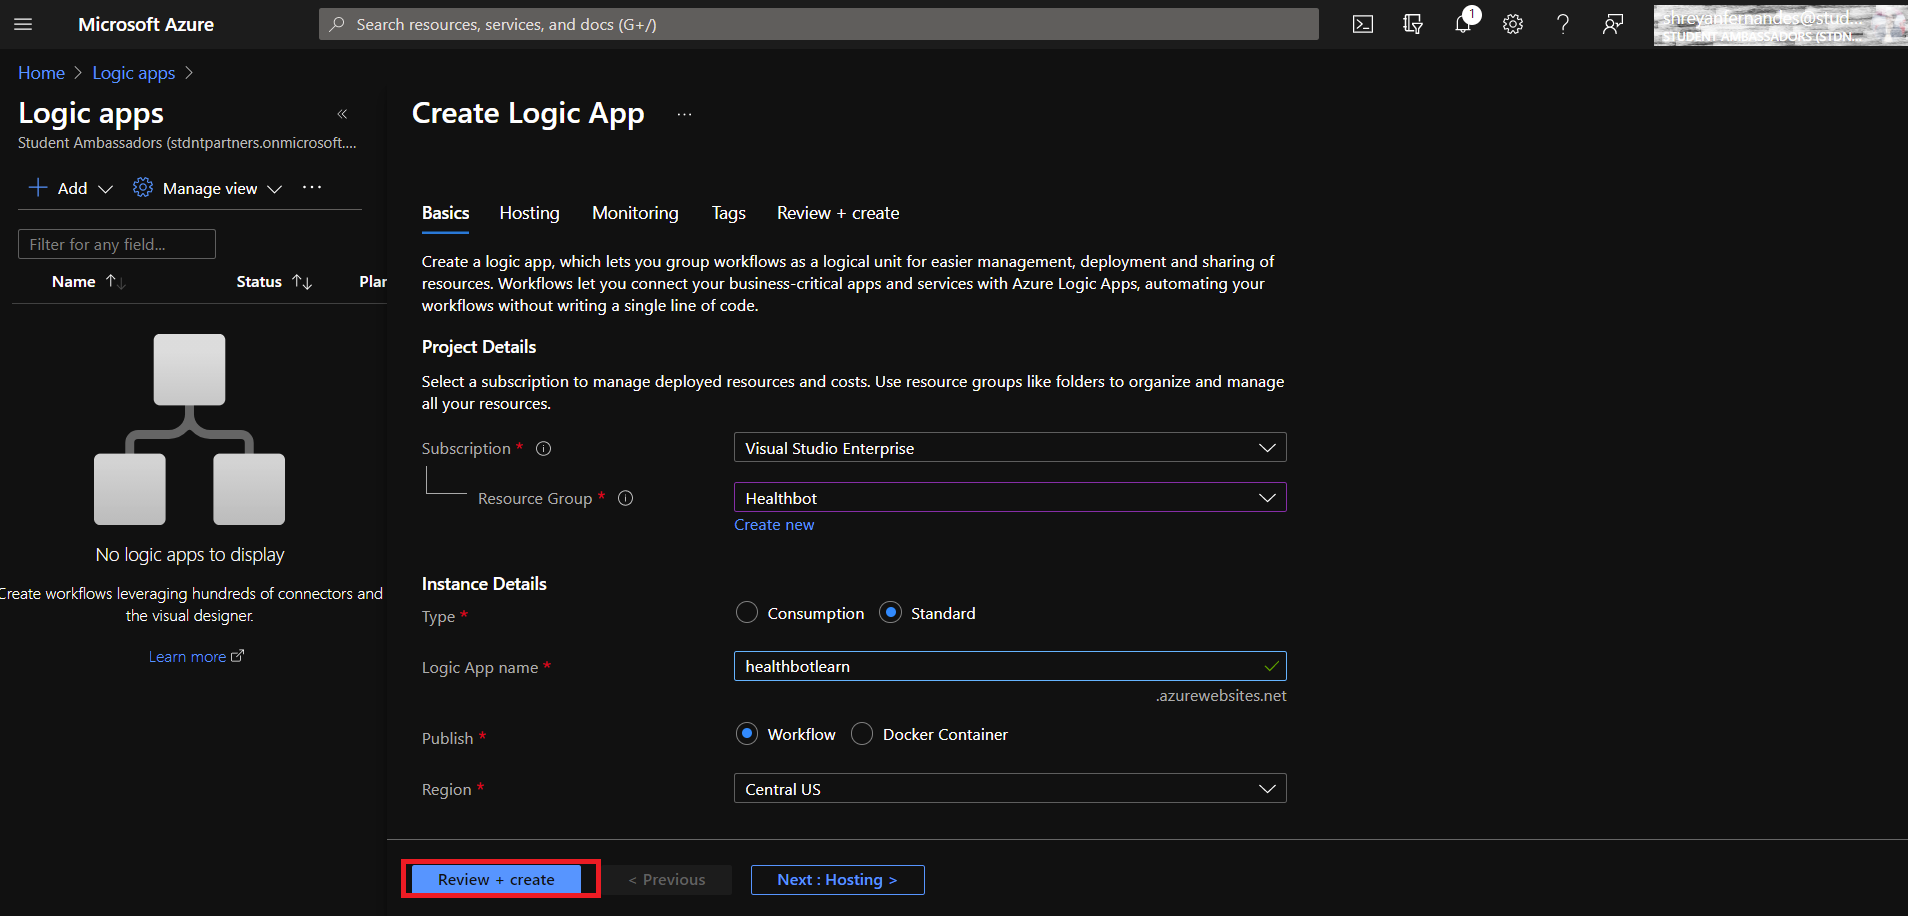 Microsoft Azure
Search resources, services, and docs (G+/)
1
shreyanfernandes@stud...
STUDENT AMBASSADORS (STDN...
Home > Logic apps >
Logic apps
«
Student Ambassadors (stdntpartners.onmicrosoft....
+ Add
Manage view
...
Filter for any field...
Name ↑↓
Status ↑↓
Plan
No logic apps to display
Create workflows leveraging hundreds of connectors and
the visual designer.
Learn more
Create Logic App
...
Basics
Hosting
Monitoring
Tags
Review + create
Create a logic app, which lets you group workflows as a logical unit for easier management, deployment and sharing of
resources. Workflows let you connect your business-critical apps and services with Azure Logic Apps, automating your
workflows without writing a single line of code.
Project Details
Select a subscription to manage deployed resources and costs. Use resource groups like folders to organize and manage
all your resources.
Subscription *
Visual Studio Enterprise
Resource Group *
Healthbot
Create new
Instance Details
Type *
Consumption
Standard
Logic App name *
healthbotlearn
.azurewebsites.net
Publish *
Workflow
Docker Container
Region *
Central US
Review + create
< Previous
Next : Hosting >